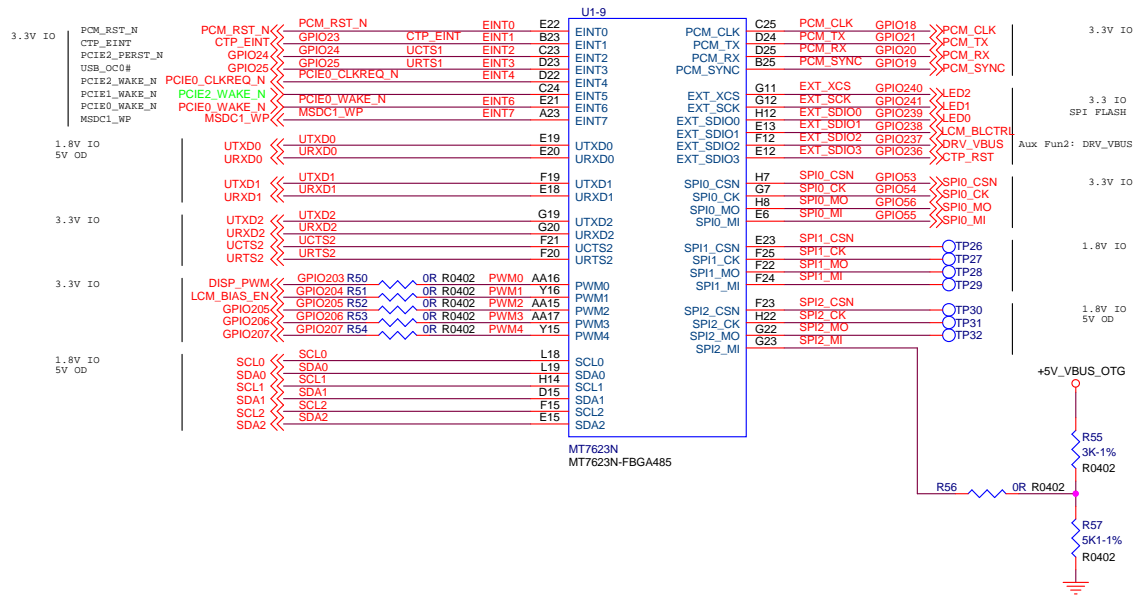 U1-9
3.3V IO
PCM_RST_N
CTP_EINT
PCIE2_PERST_N
USB_OC0#
PCIE2_WAKE_N
PCIE1_WAKE_N
PCIE0_WAKE_N
MSDC1_WP
PCM_RST_N PCM_RST_N EINT0 E22 EINT0
CTP_EINT GPIO23 CTP_EINT EINT1 B23 EINT1
GPIO24 GPIO24 UCTS1 EINT2 C23 EINT2
GPIO25 GPIO25 URTS1 EINT3 D23 EINT3
PCIE0_CLKREQ_N PCIE0_CLKREQ_N EINT4 D22 EINT4
PCIE2_WAKE_N C24 EINT5
PCIE0_WAKE_N PCIE0_WAKE_N EINT6 E21 EINT6
MSDC1_WP MSDC1_WP EINT7 A23 EINT7
1.8V IO
5V OD
UTXD0 UTXD0 E19 UTXD0
URXD0 URXD0 E20 URXD0
UTXD1 UTXD1 F19 UTXD1
URXD1 URXD1 E18 URXD1
3.3V IO
UTXD2 UTXD2 G19 UTXD2
URXD2 URXD2 G20 URXD2
UCTS2 UCTS2 F21 UCTS2
URTS2 URTS2 F20 URTS2
3.3V IO
DISP_PWM GPIO203 R50 0R R0402 PWM0 AA16 PWM0
LCM_BIAS_EN GPIO204 R51 0R R0402 PWM1 Y16 PWM1
GPIO205 GPIO205 R52 0R R0402 PWM2 AA15 PWM2
GPIO206 GPIO206 R53 0R R0402 PWM3 AA17 PWM3
GPIO207 GPIO207 R54 0R R0402 PWM4 Y15 PWM4
1.8V IO
5V OD
SCL0 SCL0 L18 SCL0
SDA0 SDA0 L19 SDA0
SCL1 SCL1 H14 SCL1
SDA1 SDA1 D15 SDA1
SCL2 SCL2 F15 SCL2
SDA2 SDA2 E15 SDA2
MT7623N
MT7623N-FBGA485
PCM_CLK C25 PCM_CLK GPIO18 PCM_CLK
PCM_TX D24 PCM_TX GPIO21 PCM_TX
PCM_RX D25 PCM_RX GPIO20 PCM_RX
PCM_SYNC B25 PCM_SYNC GPIO19 PCM_SYNC
3.3V IO
EXT_XCS G11 EXT_XCS GPIO240 LED2
EXT_SCK G12 EXT_SCK GPIO241 LED1
EXT_SDIO0 H12 EXT_SDIO0 GPIO239 LED0
EXT_SDIO1 E13 EXT_SDIO1 GPIO238 LCM_BLCTRL
EXT_SDIO2 F12 EXT_SDIO2 GPIO237 DRV_VBUS
EXT_SDIO3 E12 EXT_SDIO3 GPIO236 CTP_RST
3.3 IO
SPI FLASH
Aux Fun2: DRV_VBUS
SPI0_CSN H7 SPI0_CSN GPIO53 SPI0_CSN
SPI0_CK G7 SPI0_CK GPIO54 SPI0_CK
SPI0_MO H8 SPI0_MO GPIO56 SPI0_MO
SPI0_MI E6 SPI0_MI GPIO55 SPI0_MI
3.3V IO
SPI1_CSN E23 SPI1_CSN TP26
SPI1_CK F25 SPI1_CK TP27
SPI1_MO F22 SPI1_MO TP28
SPI1_MI F24 SPI1_MI TP29
1.8V IO
SPI2_CSN F23 SPI2_CSN TP30
SPI2_CK H22 SPI2_CK TP31
SPI2_MO G22 SPI2_MO TP32
SPI2_MI G23 SPI2_MI
1.8V IO
5V OD
+5V_VBUS_OTG
R55
3K-1%
R0402
R56 0R R0402
R57
5K1-1%
R0402